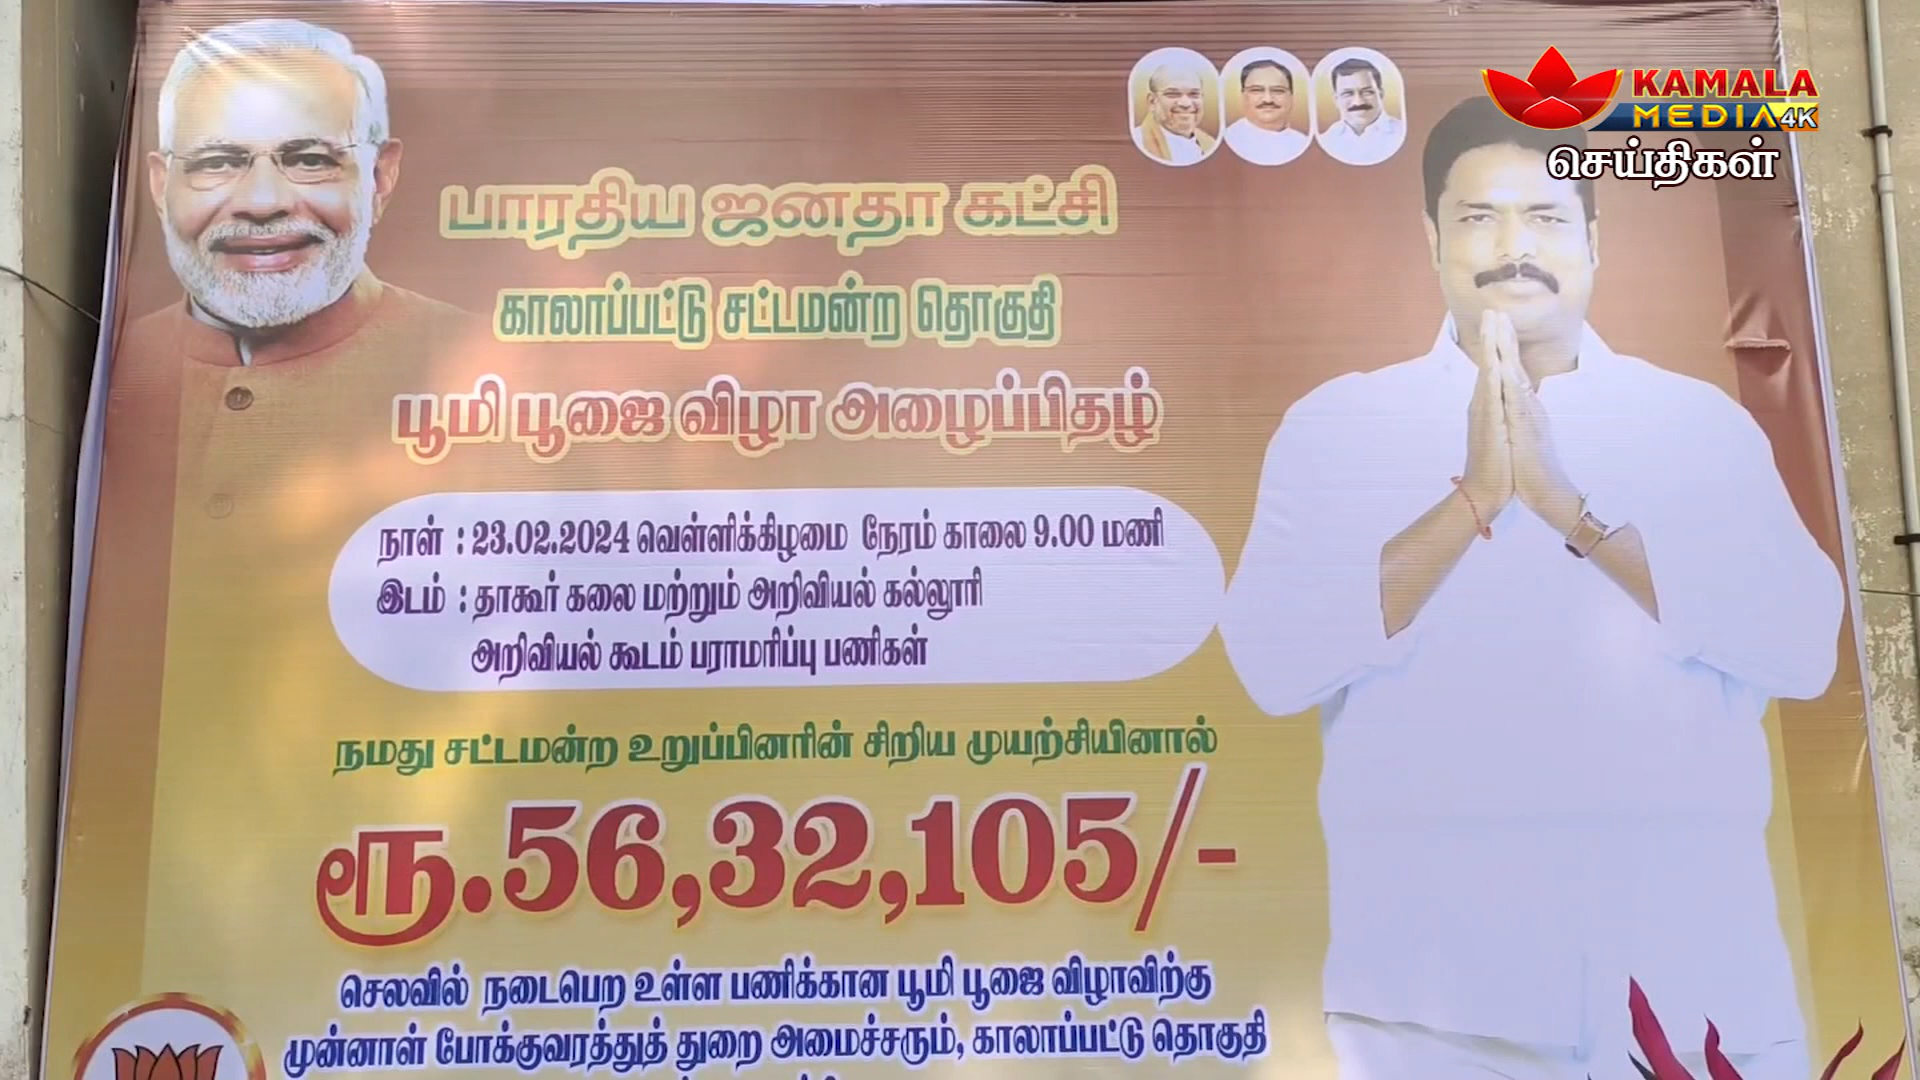 KAMALA
MEDIA 4K
செய்திகள்
பாரதிய ஜனதா கட்சி
காலாப்பட்டு சட்டமன்ற தொகுதி
பூமி பூஜை விழா அழைப்பிதழ்
நாள் : 23.02.2024 வெள்ளிக்கிழமை நேரம் காலை 9.00 மணி
இடம் : தாகூர் கலை மற்றும் அறிவியல் கல்லூரி
அறிவியல் கூடம் பராமரிப்பு பணிகள்
நமது சட்டமன்ற உறுப்பினரின் சிறிய முயற்சியினால்
ரூ.56,32,105/-
செலவில் நடைபெற உள்ள பணிக்கான பூமி பூஜை விழாவிற்கு
முன்னாள் போக்குவரத்துத் துறை அமைச்சரும், காலாப்பட்டு தொகுதி